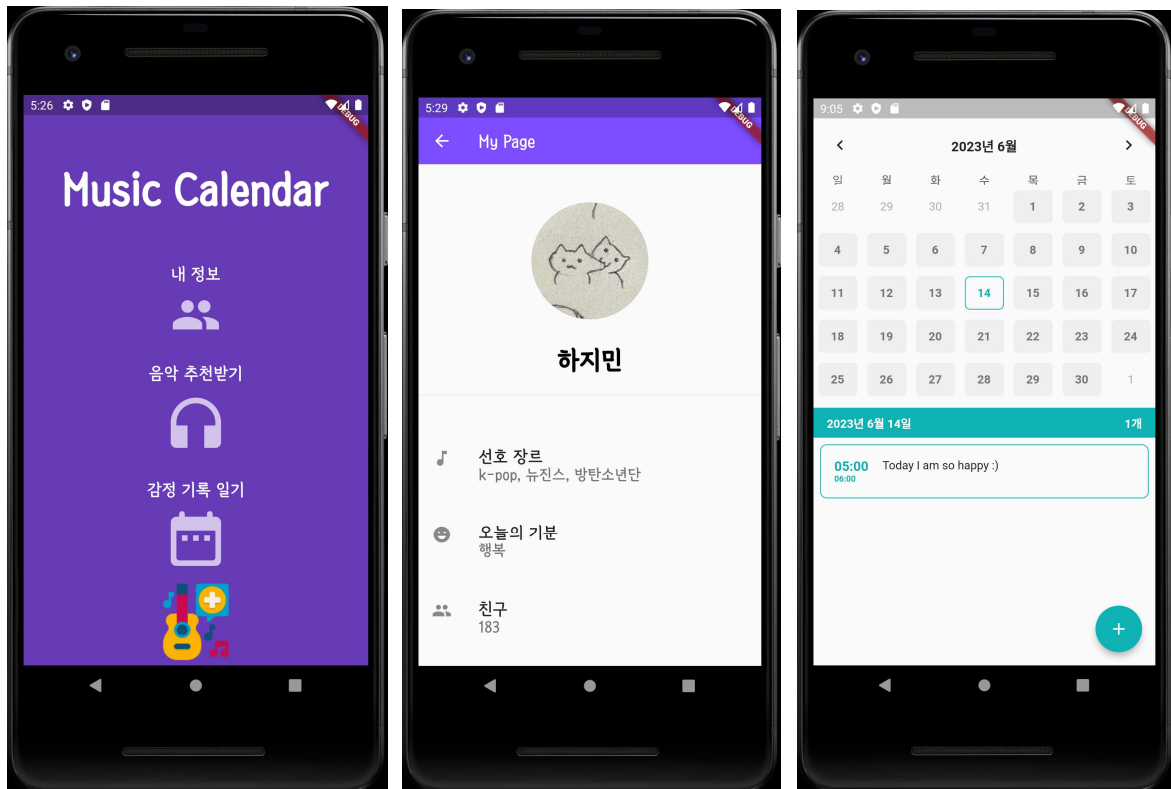 5:26
DEBUG
Music Calendar
내 정보
음악 추천받기
감정 기록 일기
5:29
DEBUG
My Page
하지민
선호 장르
k-pop, 뉴진스, 방탄소년단
오늘의 기분
행복
친구
183
9:05
DEBUG
2023년 6월
일 월 화 수 목 금 토
28 29 30 31 1 2 3
4 5 6 7 8 9 10
11 12 13 14 15 16 17
18 19 20 21 22 23 24
25 26 27 28 29 30 1
2023년 6월 14일 1개
05:00 Today I am so happy :)
06:00